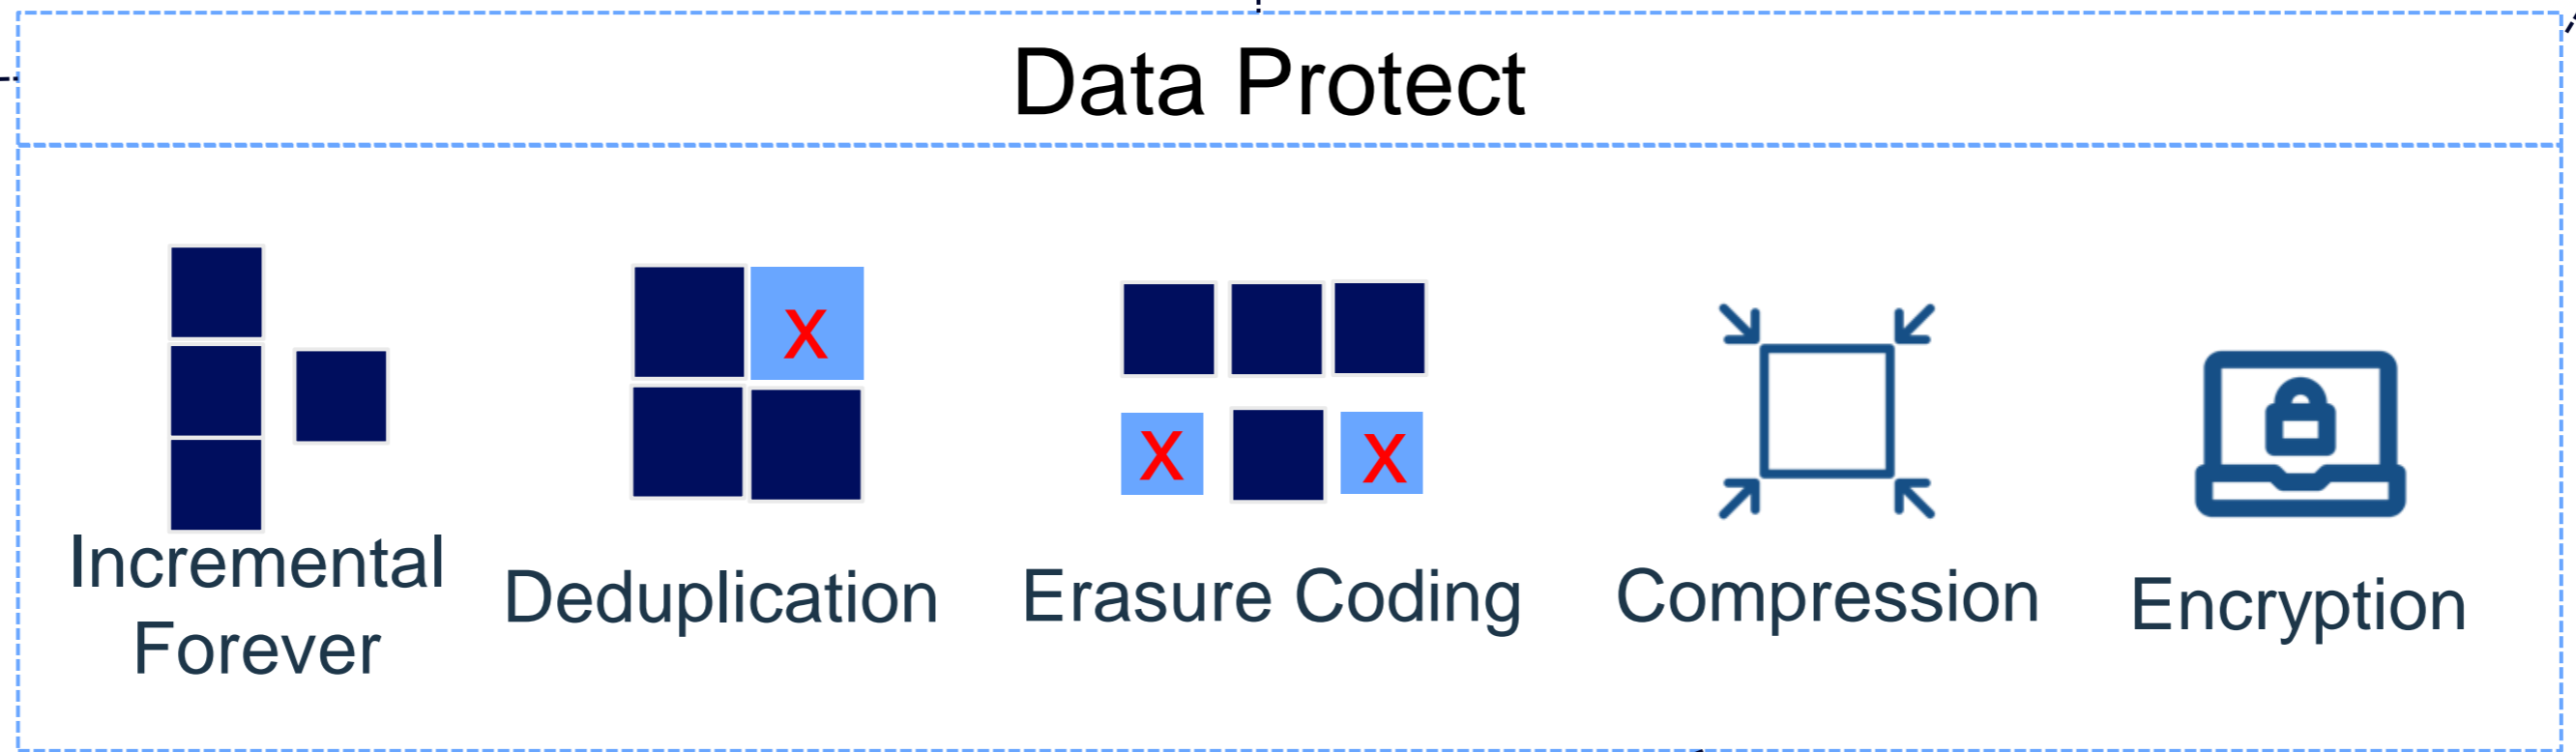 Data Protect
X
X
X
Incremental
Forever
Deduplication
Erasure Coding
Compression
Encryption